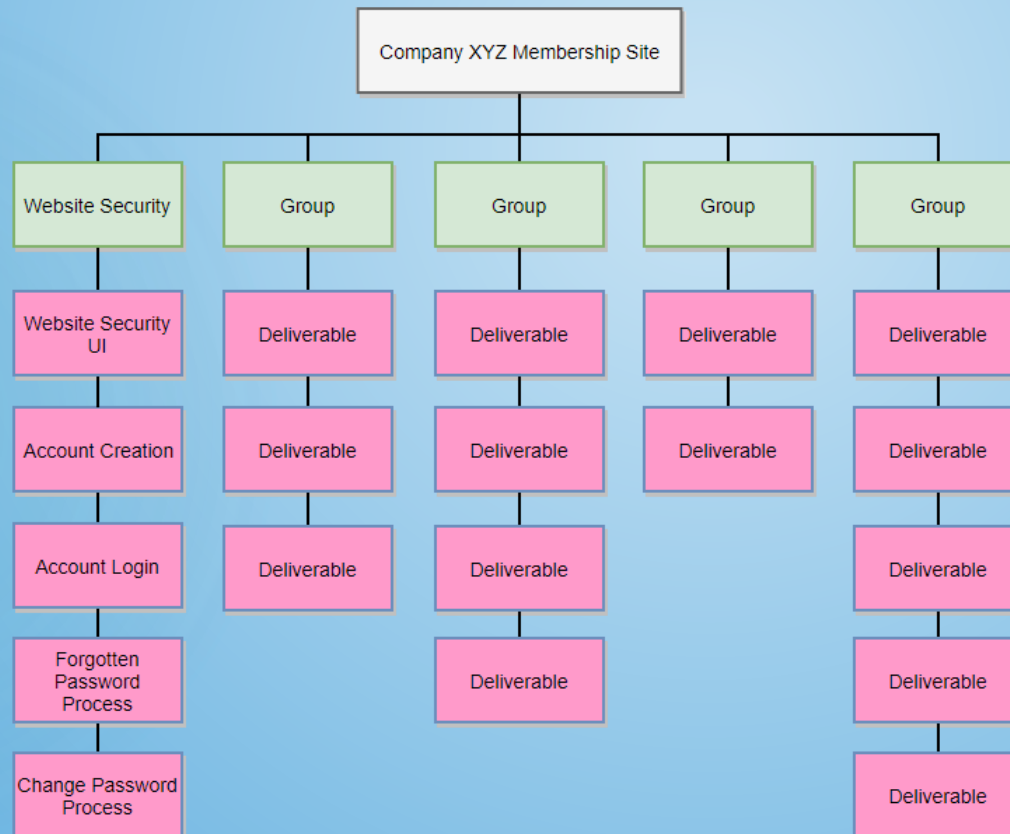 Company XYZ Membership Site
Website Security
Group
Group
Group
Group
Website Security
UI
Deliverable
Deliverable
Deliverable
Deliverable
Account Creation
Deliverable
Deliverable
Deliverable
Deliverable
Account Login
Deliverable
Deliverable
Deliverable
Forgotten
Password
Process
Deliverable
Deliverable
Change Password
Process
Deliverable